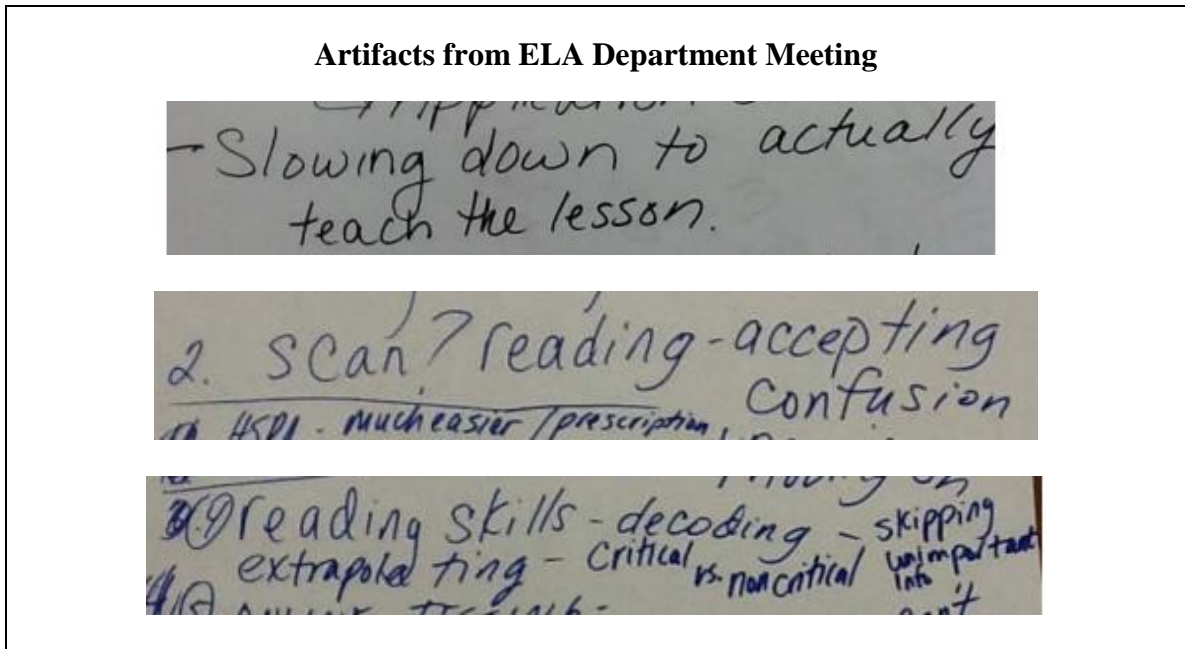 Artifacts from ELA Department Meeting
- Slowing down to actually
teach the lesson.
2. scan? reading - accepting
confusion
HSPA - much easier / prescription,
reading skills - decoding - skipping
extrapolating - critical vs. noncritical unimportant
info